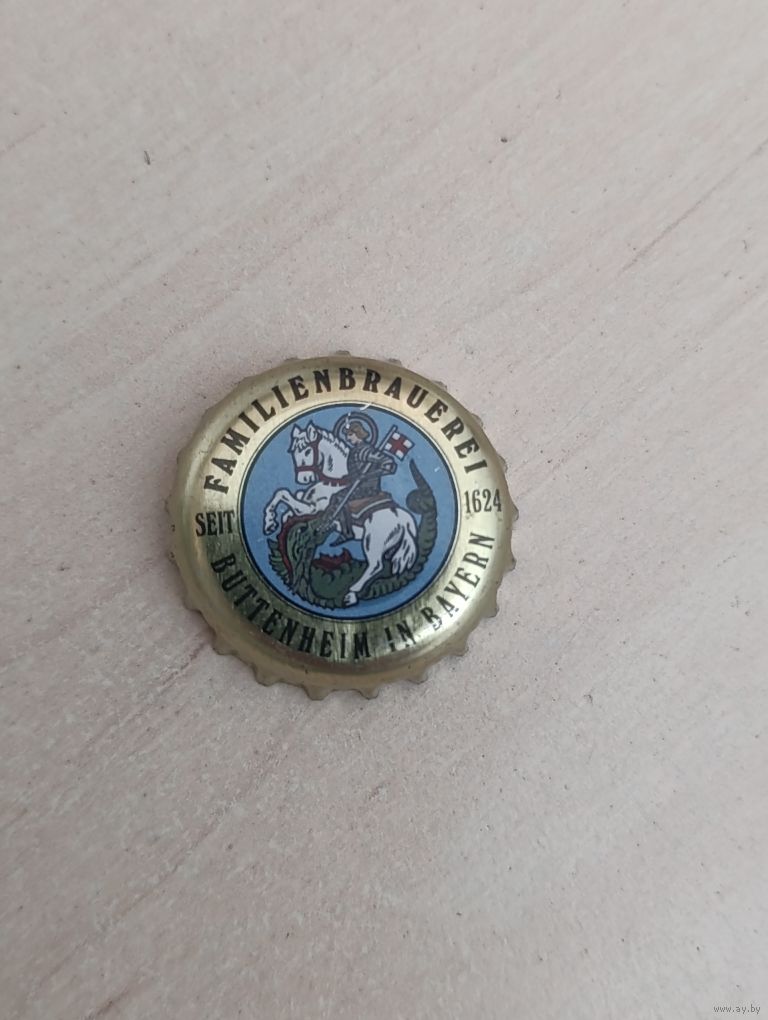 FAMILIENBRAUEREI
SEIT 1624
BUTTENHEIM IN BAYERN
www.ay.by